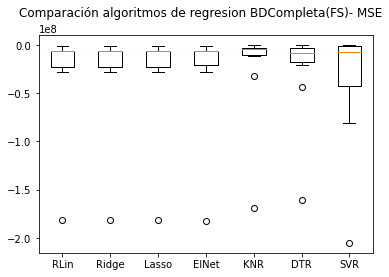 Comparación algoritmos de regresion BDCompleta(FS)- MSE
1e8
0.0
−0.5
−1.0
−1.5
−2.0
RLin Ridge Lasso ElNet KNR DTR SVR